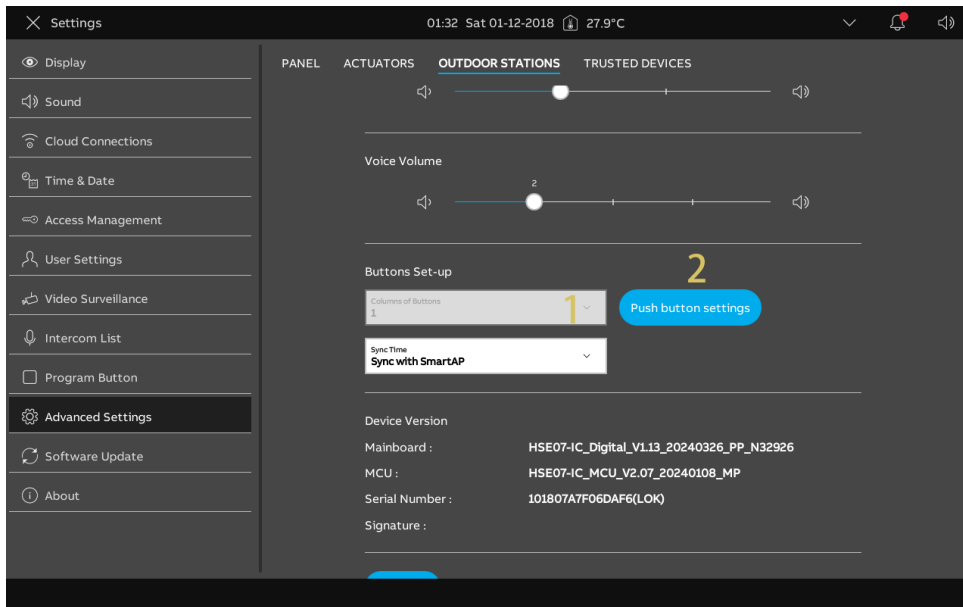 Settings
01:32 Sat 01-12-2018 27.9°C
Display
Sound
Cloud Connections
Time & Date
Access Management
User Settings
Video Surveillance
Intercom List
Program Button
Advanced Settings
Software Update
About
PANEL ACTUATORS OUTDOOR STATIONS TRUSTED DEVICES
Voice Volume
2
Buttons Set-up
2
Columns of Buttons
1
1
Push button settings
Sync Time
Sync with SmartAP
Device Version
Mainboard : HSE07-IC_Digital_V1.13_20240326_PP_N32926
MCU : HSE07-IC_MCU_V2.07_20240108_MP
Serial Number : 101807A7F06DAF6(LOK)
Signature :